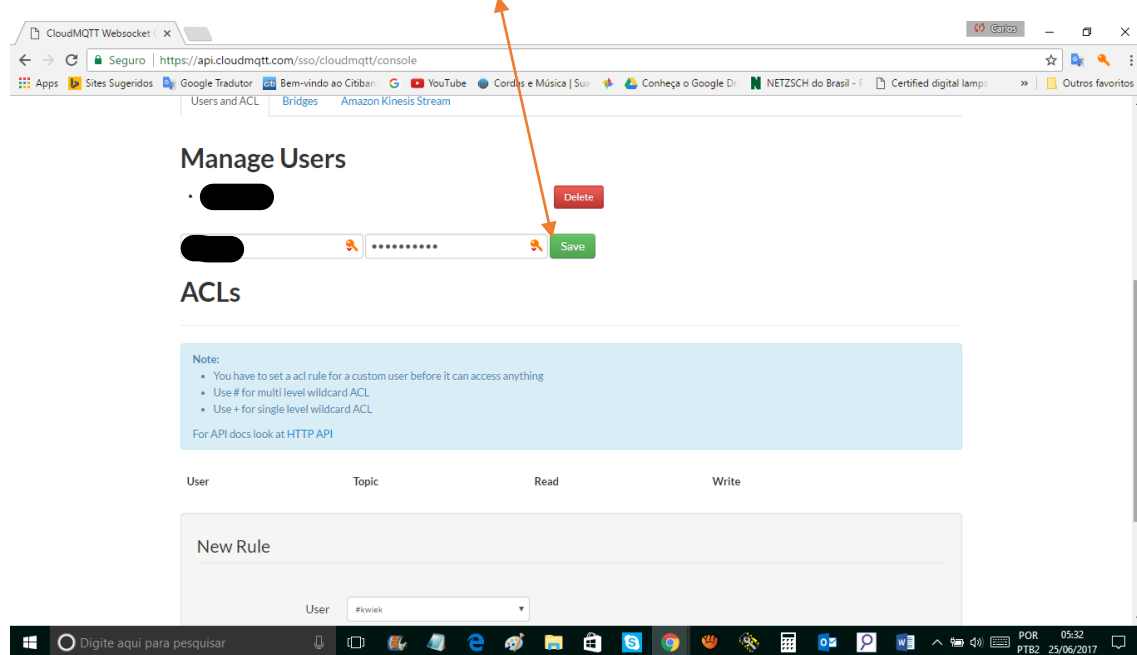 CloudMQTT Websocket
Carlos
Seguro | https://api.cloudmqtt.com/sso/cloudmqtt/console
Apps Sites Sugeridos Google Tradutor citi Bem-vindo ao Citiban G YouTube Cordas e Música | Sua Conheça o Google Dr N NETZSCH do Brasil - F Certified digital lamp: » Outros favoritos
Users and ACL Bridges Amazon Kinesis Stream
Manage Users
• Delete
•••••••••• Save
ACLs
Note:
• You have to set a acl rule for a custom user before it can access anything
• Use # for multi level wildcard ACL
• Use + for single level wildcard ACL
For API docs look at HTTP API
User Topic Read Write
New Rule
User #kwiek
Digite aqui para pesquisar POR 05:32
PTB2 25/06/2017